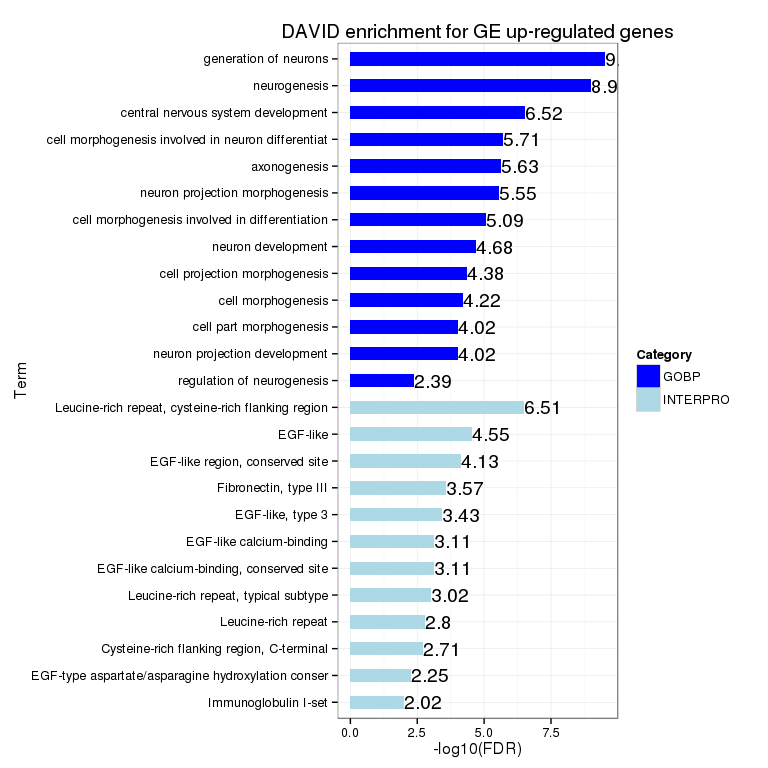 DAVID enrichment for GE up-regulated genes
generation of neurons 9.
neurogenesis 8.9
central nervous system development 6.52
cell morphogenesis involved in neuron differentiat 5.71
axonogenesis 5.63
neuron projection morphogenesis 5.55
cell morphogenesis involved in differentiation 5.09
neuron development 4.68
cell projection morphogenesis 4.38
cell morphogenesis 4.22
cell part morphogenesis 4.02
neuron projection development 4.02
regulation of neurogenesis 2.39
Leucine-rich repeat, cysteine-rich flanking region 6.51
EGF-like 4.55
EGF-like region, conserved site 4.13
Fibronectin, type III 3.57
EGF-like, type 3 3.43
EGF-like calcium-binding 3.11
EGF-like calcium-binding, conserved site 3.11
Leucine-rich repeat, typical subtype 3.02
Leucine-rich repeat 2.8
Cysteine-rich flanking region, C-terminal 2.71
EGF-type aspartate/asparagine hydroxylation conser 2.25
Immunoglobulin I-set 2.02
0.0 2.5 5.0 7.5
-log10(FDR)
Term
Category
GOBP
INTERPRO